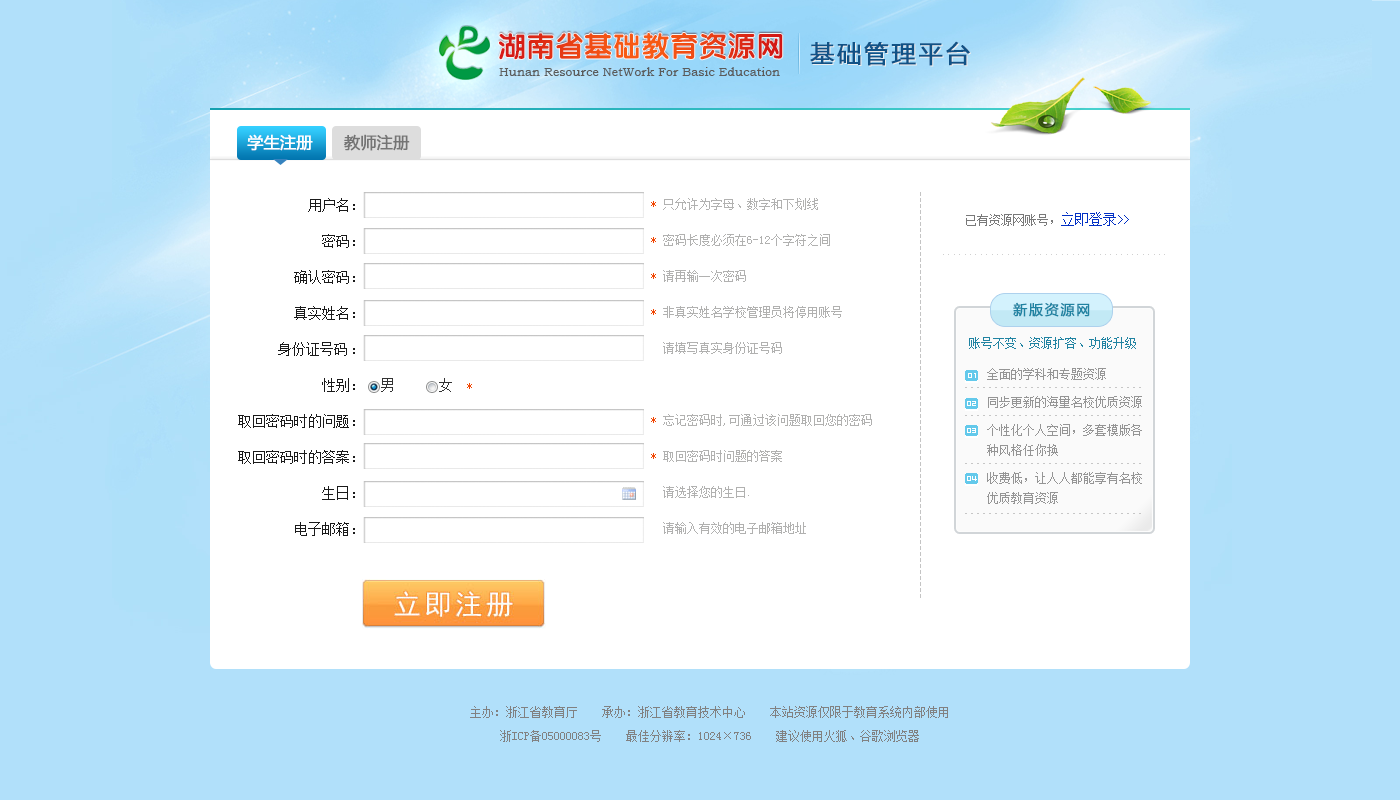 湖南省基础教育资源网
Hunan Resource NetWork For Basic Education
基础管理平台
学生注册 教师注册
用户名： * 只允许为字母、数字和下划线
密码： * 密码长度必须在6-12个字符之间
确认密码： * 请再输一次密码
真实姓名： * 非真实姓名学校管理员将停用账号
身份证号码： 请填写真实身份证号码
性别： 男 女 *
取回密码时的问题： * 忘记密码时,可通过该问题取回您的密码
取回密码时的答案： * 取回密码时问题的答案
生日： 请选择您的生日.
电子邮箱： 请输入有效的电子邮箱地址
立即注册
已有资源网账号，立即登录>>
新版资源网
账号不变、资源扩容、功能升级
01 全面的学科和专题资源
02 同步更新的海量名校优质资源
03 个性化个人空间，多套模版各
种风格任你换
04 收费低，让人人都能享有名校
优质教育资源
主办：浙江省教育厅 承办：浙江省教育技术中心 本站资源仅限于教育系统内部使用
浙ICP备05000083号 最佳分辨率：1024×736 建议使用火狐、谷歌浏览器